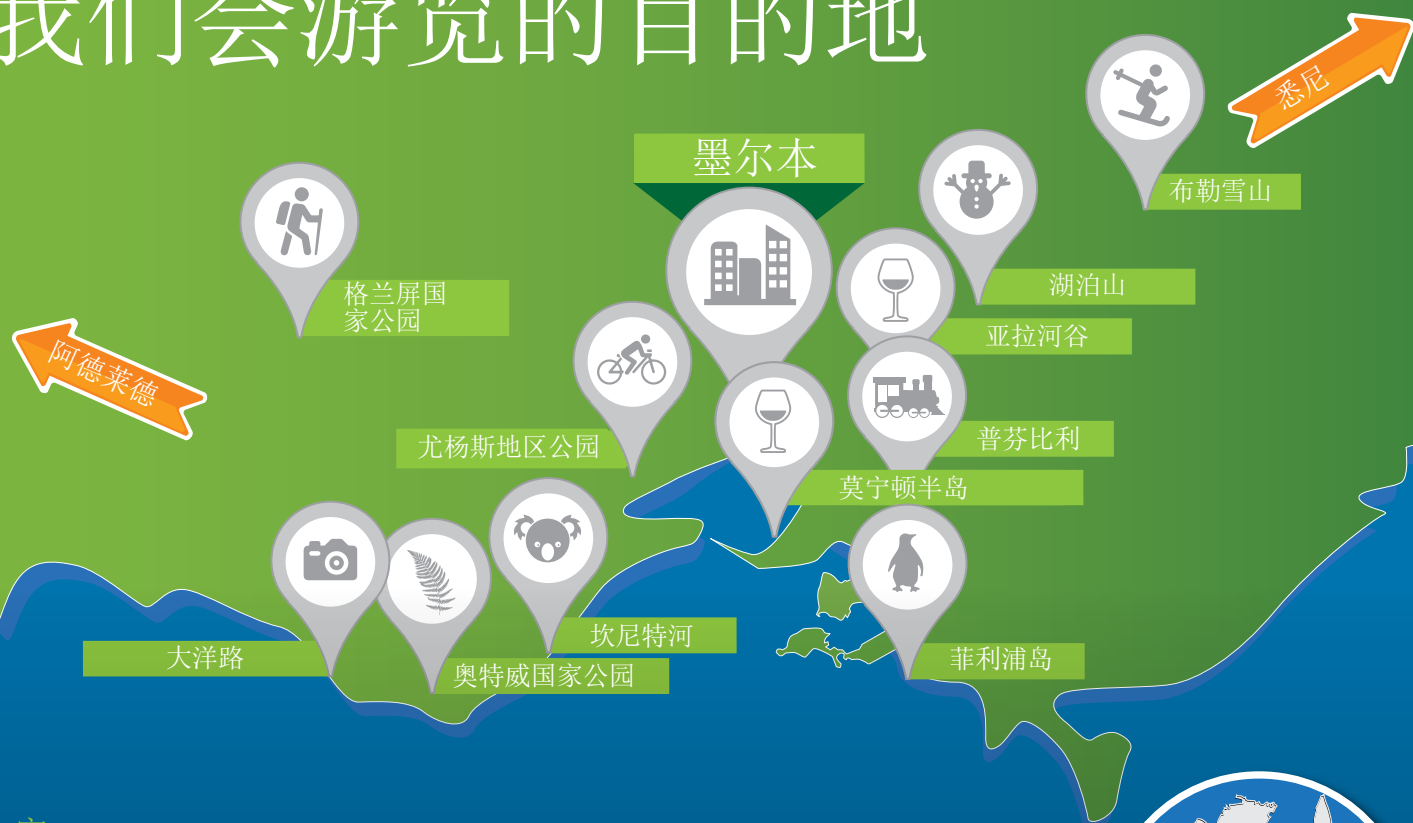 我们会游览的目的地
悉尼
墨尔本
布勒雪山
格兰屏国
家公园
湖泊山
亚拉河谷
阿德莱德
尤杨斯地区公园
普芬比利
莫宁顿半岛
坎尼特河
大洋路
奥特威国家公园
菲利浦岛